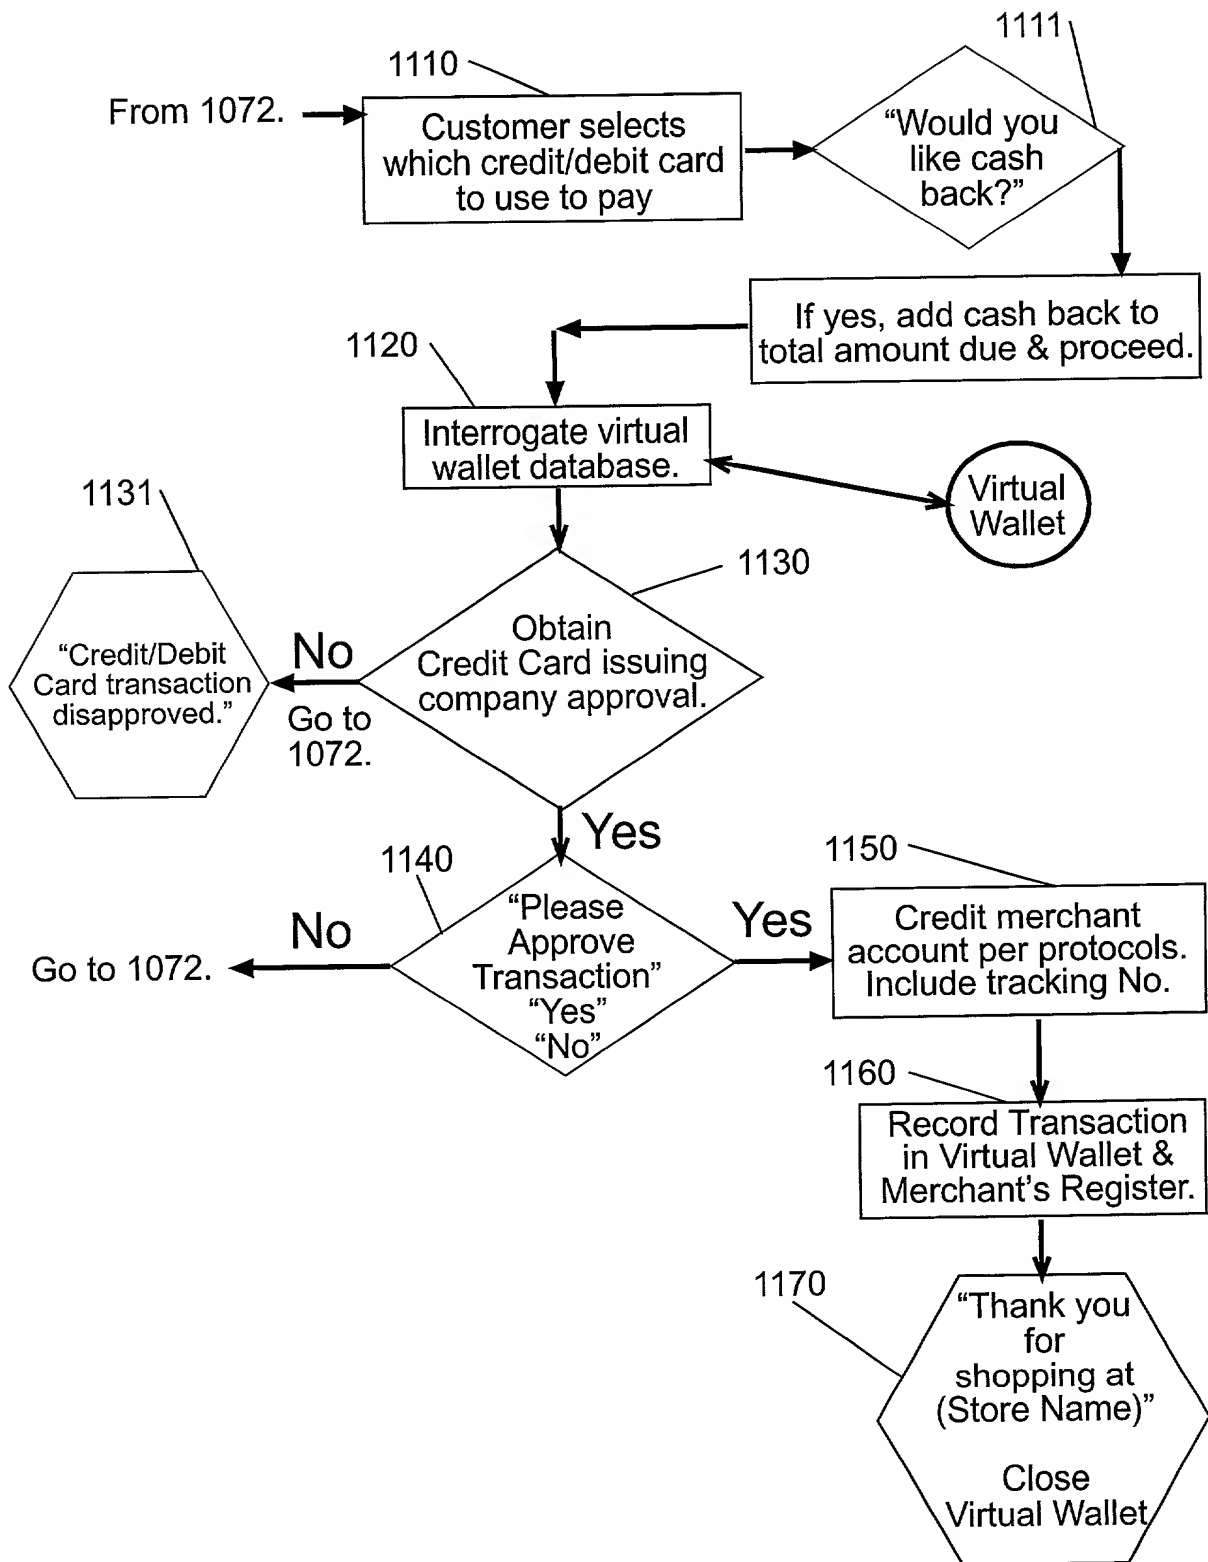 1111
1110
From 1072.
Customer selects
which credit/debit card
to use to pay
“Would you
like cash
back?”
If yes, add cash back to
total amount due & proceed.
1120
Interrogate virtual
wallet database.
Virtual
Wallet
1131
1130
“Credit/Debit
Card transaction
disapproved.”
No
Go to
1072.
Obtain
Credit Card issuing
company approval.
Yes
1140
1150
No
Go to 1072.
“Please
Approve
Transaction”
“Yes”
“No”
Yes
Credit merchant
account per protocols.
Include tracking No.
1160
Record Transaction
in Virtual Wallet &
Merchant’s Register.
1170
“Thank you
for
shopping at
(Store Name)”
Close
Virtual Wallet